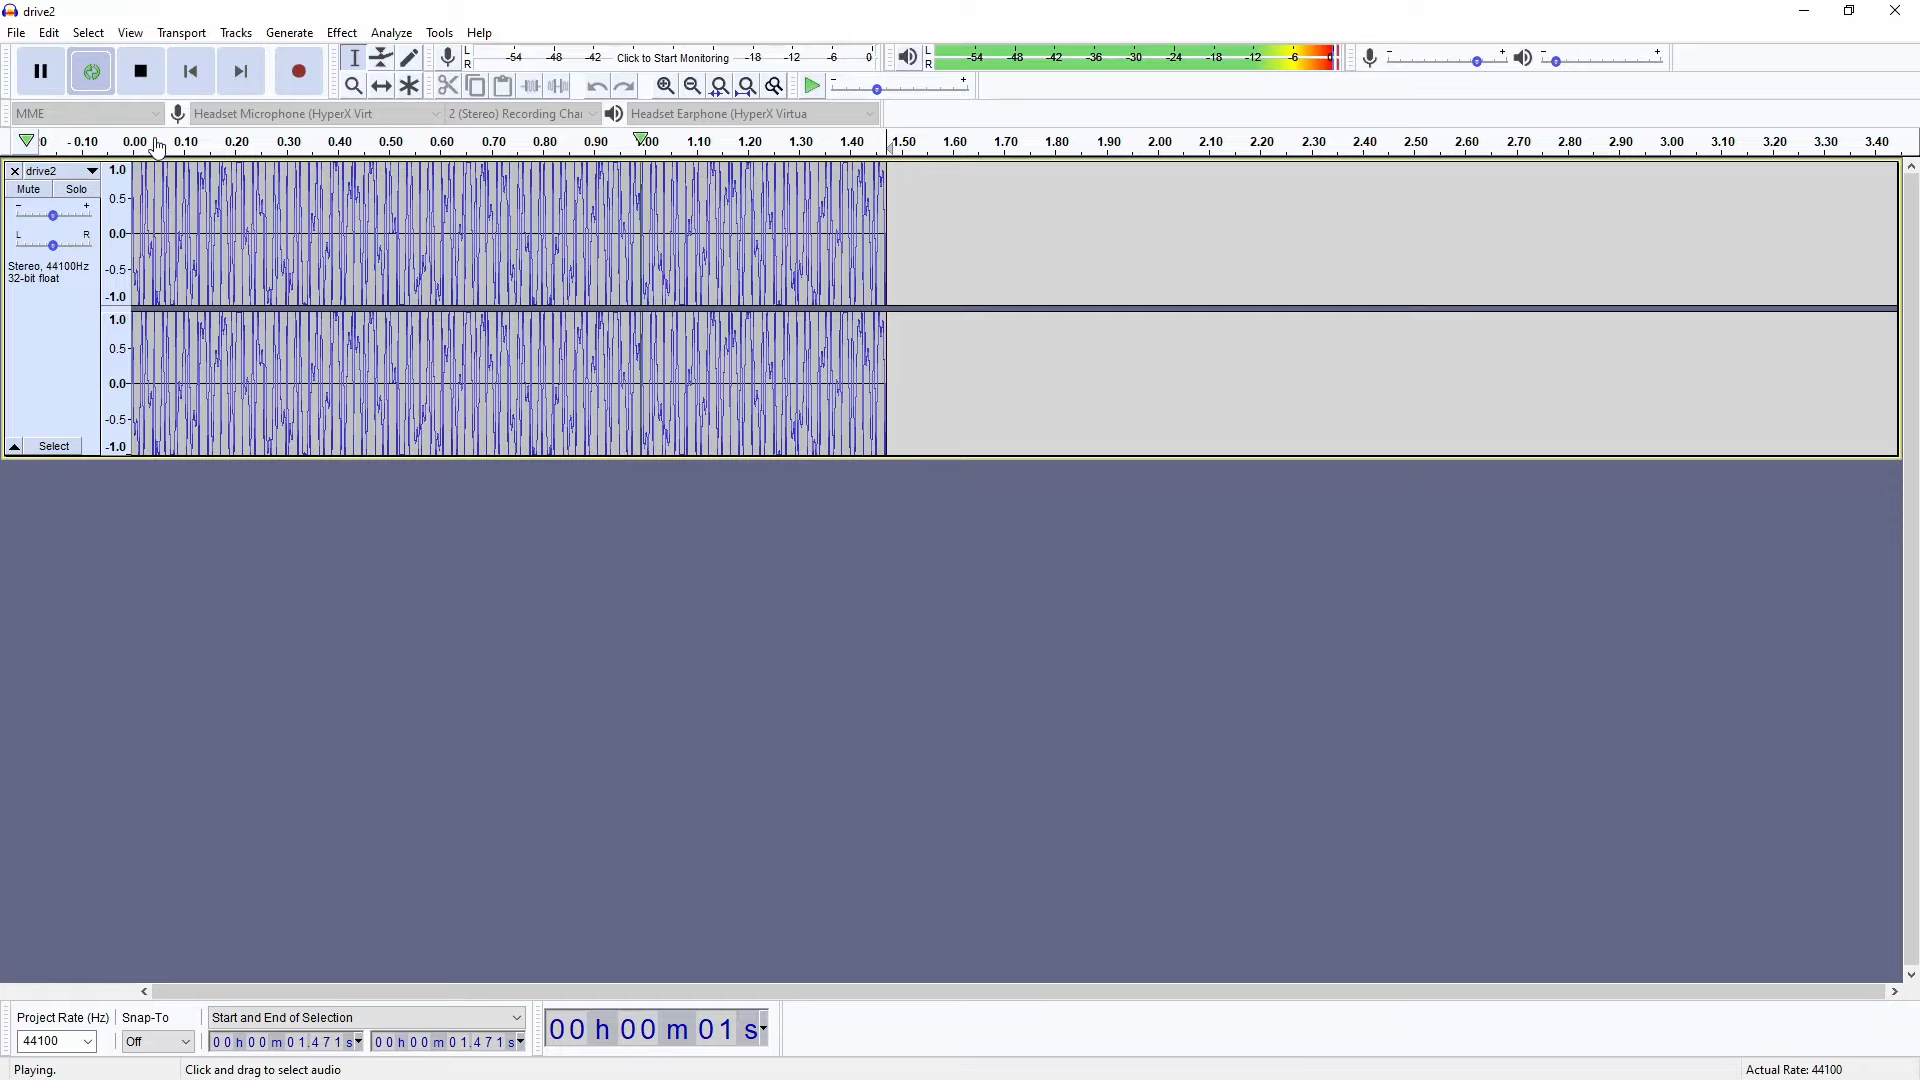 drive2
File Edit Select View Transport Tracks Generate Effect Analyze Tools Help
L R -54 -48 -42 Click to Start Monitoring -18 -12 -6 0 L R -54 -48 -42 -36 -30 -24 -18 -12 -6 0 - + - +
- +
MME Headset Microphone (HyperX Virt 2 (Stereo) Recording Char Headset Earphone (HyperX Virtua
0 -0.10 0.00 0.10 0.20 0.30 0.40 0.50 0.60 0.70 0.80 0.90 1.00 1.10 1.20 1.30 1.40 1.50 1.60 1.70 1.80 1.90 2.00 2.10 2.20 2.30 2.40 2.50 2.60 2.70 2.80 2.90 3.00 3.10 3.20 3.30 3.40
drive2 1.0
Mute Solo
- + 0.5
L R 0.0
Stereo, 44100Hz -0.5
32-bit float
-1.0
1.0
0.5
0.0
-0.5
Select -1.0
Project Rate (Hz) Snap-To Start and End of Selection
44100 Off 00 h 00 m 01.471 s 00 h 00 m 01.471 s 00 h 00 m 01 s
Playing. Click and drag to select audio Actual Rate: 44100